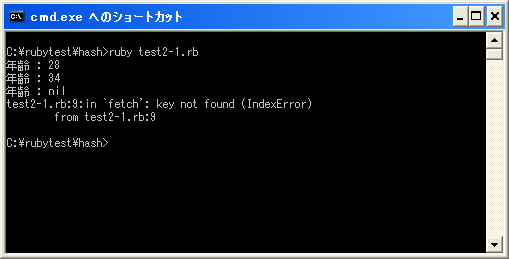 cmd.exe へのショートカット
C:¥rubytest¥hash>ruby test2-1.rb
年齢 : 28
年齢 : 34
年齢 : nil
test2-1.rb:9:in `fetch': key not found (IndexError)
        from test2-1.rb:9
C:¥rubytest¥hash>